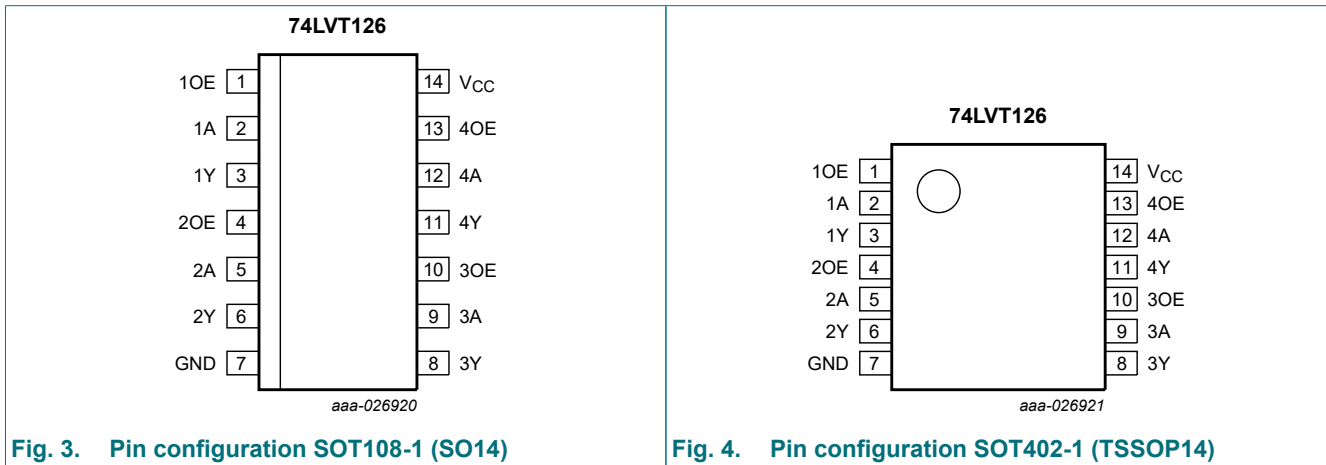 74LVT126
1OE 1 14 VCC
1A 2 13 4OE
1Y 3 12 4A
2OE 4 11 4Y
2A 5 10 3OE
2Y 6 9 3A
GND 7 8 3Y
aaa-026920
Fig. 3. Pin configuration SOT108-1 (SO14)
74LVT126
1OE 1 14 VCC
1A 2 13 4OE
1Y 3 12 4A
2OE 4 11 4Y
2A 5 10 3OE
2Y 6 9 3A
GND 7 8 3Y
aaa-026921
Fig. 4. Pin configuration SOT402-1 (TSSOP14)